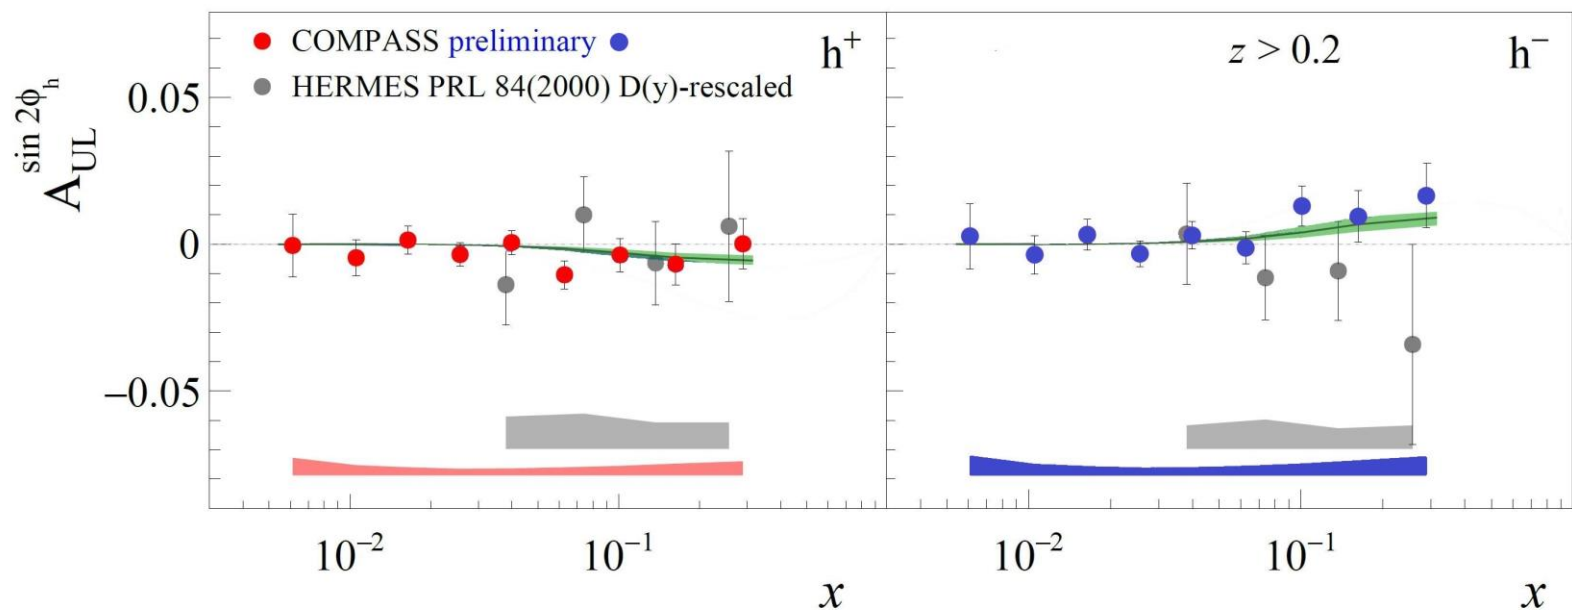 COMPASS preliminary
h⁺
z > 0.2
h⁻
HERMES PRL 84(2000) D(y)-rescaled
A_UL^sin 2ϕ_h
0.05
0
−0.05
10⁻²
10⁻¹
10⁻²
10⁻¹
x
x